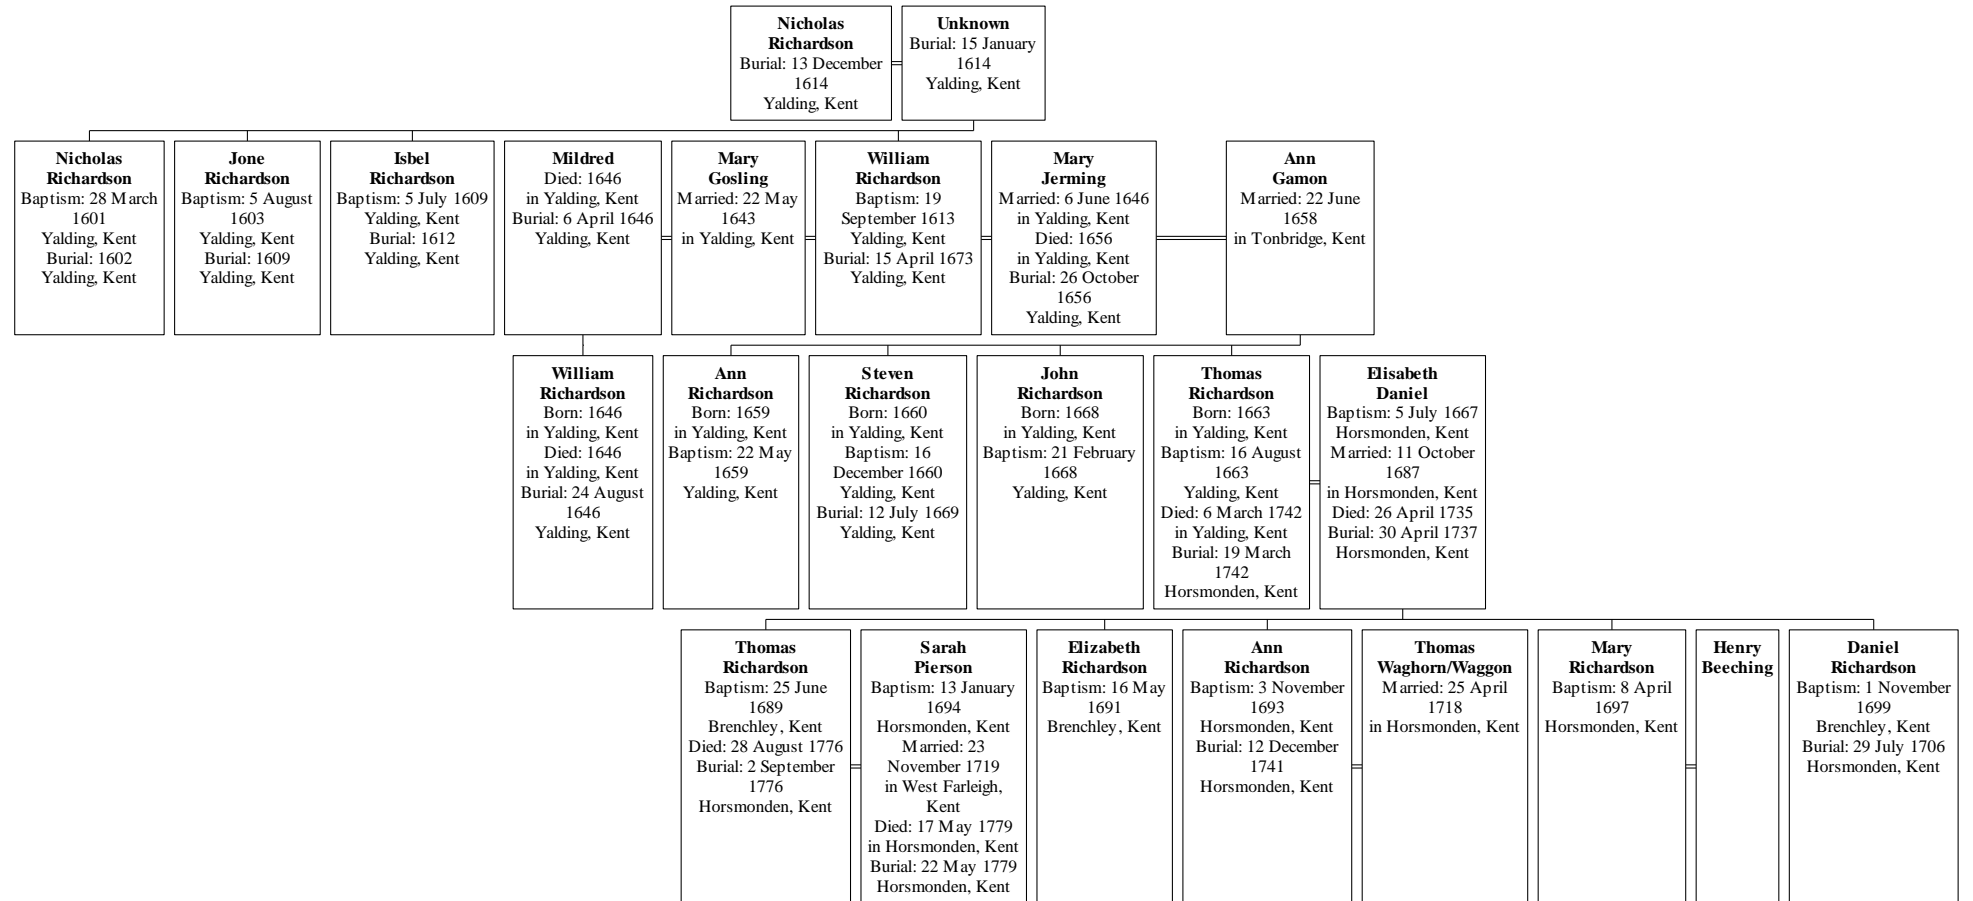 Nicholas
Richardson
Burial: 13 December
1614
Yalding, Kent
Unknown
Burial: 15 January
1614
Yalding, Kent
Nicholas
Richardson
Baptism: 28 March
1601
Yalding, Kent
Burial: 1602
Yalding, Kent
Jone
Richardson
Baptism: 5 August
1603
Yalding, Kent
Burial: 1609
Yalding, Kent
Isbel
Richardson
Baptism: 5 July 1609
Yalding, Kent
Burial: 1612
Yalding, Kent
Mildred
Died: 1646
in Yalding, Kent
Burial: 6 April 1646
Yalding, Kent
Mary
Gosling
Married: 22 May
1643
in Yalding, Kent
William
Richardson
Baptism: 19
September 1613
Yalding, Kent
Burial: 15 April 1673
Yalding, Kent
Mary
Jerming
Married: 6 June 1646
in Yalding, Kent
Died: 1656
in Yalding, Kent
Burial: 26 October
1656
Yalding, Kent
Ann
Gamon
Married: 22 June
1658
in Tonbridge, Kent
William
Richardson
Born: 1646
in Yalding, Kent
Died: 1646
in Yalding, Kent
Burial: 24 August
1646
Yalding, Kent
Ann
Richardson
Born: 1659
in Yalding, Kent
Baptism: 22 May
1659
Yalding, Kent
Steven
Richardson
Born: 1660
in Yalding, Kent
Baptism: 16
December 1660
Yalding, Kent
Burial: 12 July 1669
Yalding, Kent
John
Richardson
Born: 1668
in Yalding, Kent
Baptism: 21 February
1668
Yalding, Kent
Thomas
Richardson
Born: 1663
in Yalding, Kent
Baptism: 16 August
1663
Yalding, Kent
Died: 6 March 1742
in Yalding, Kent
Burial: 19 March
1742
Horsmonden, Kent
Elisabeth
Daniel
Baptism: 5 July 1667
Horsmonden, Kent
Married: 11 October
1687
in Horsmonden, Kent
Died: 26 April 1735
Burial: 30 April 1737
Horsmonden, Kent
Thomas
Richardson
Baptism: 25 June
1689
Brenchley, Kent
Died: 28 August 1776
Burial: 2 September
1776
Horsmonden, Kent
Sarah
Pierson
Baptism: 13 January
1694
Horsmonden, Kent
Married: 23
November 1719
in West Farleigh,
Kent
Died: 17 May 1779
in Horsmonden, Kent
Burial: 22 May 1779
Horsmonden, Kent
Elizabeth
Richardson
Baptism: 16 May
1691
Brenchley, Kent
Ann
Richardson
Baptism: 3 November
1693
Horsmonden, Kent
Burial: 12 December
1741
Horsmonden, Kent
Thomas
Waghorn/Waggon
Married: 25 April
1718
in Horsmonden, Kent
Mary
Richardson
Baptism: 8 April
1697
Horsmonden, Kent
Henry
Beeching
Daniel
Richardson
Baptism: 1 November
1699
Brenchley, Kent
Burial: 29 July 1706
Horsmonden, Kent